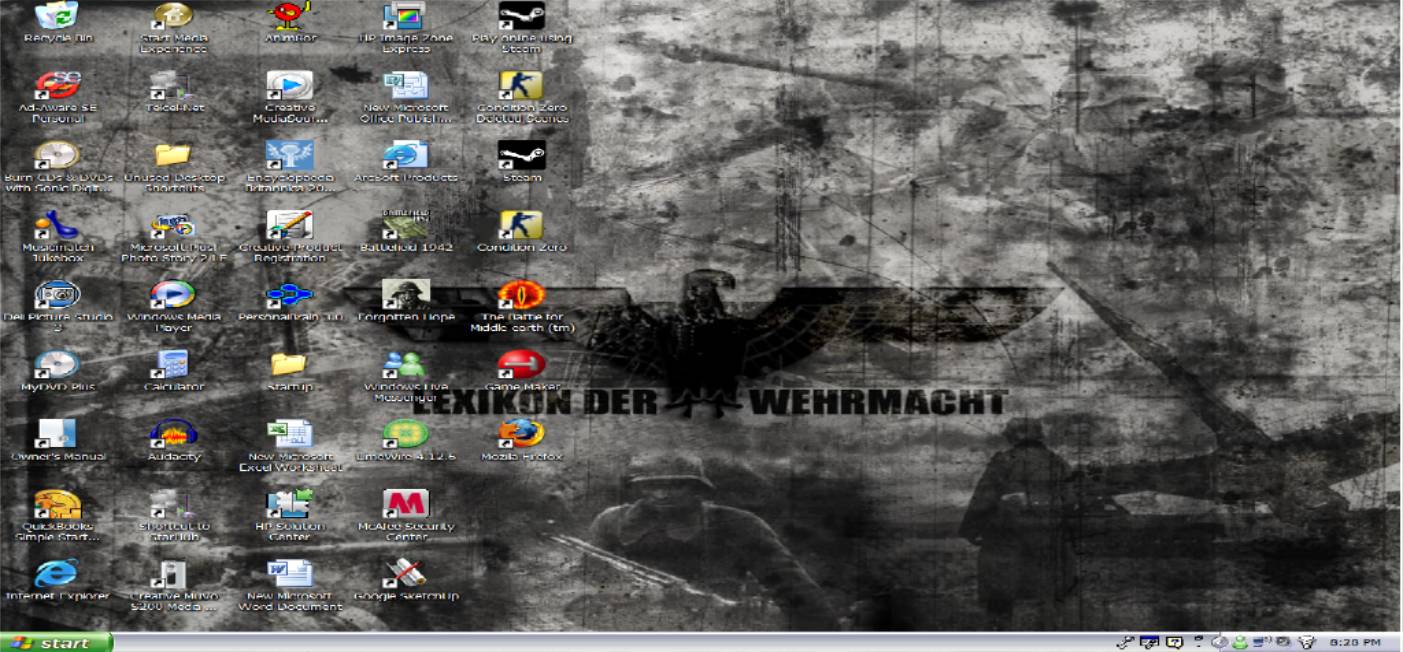 Recycle Bin
Start Media
Experience
AnimBot
HP Image Zone
Express
Play online using
Steam
Ad-Aware SE
Personal
Telcel-Net
Creative
MediaSour...
New Microsoft
Office Publish...
Condition Zero
Deleted Scenes
Burn CDs & DVDs
with Sonic Digit...
Unused Desktop
Shortcuts
Encyclopaedia
Britannica 20...
ArcSoft Products
Steam
Musicmatch
Jukebox
Microsoft Plus!
Photo Story 2 LE
Creative Product
Registration
Battlefield 1942
Condition Zero
Dell Picture Studio
3
Windows Media
Player
PersonalBrain 3.0
Forgotten Hope
The Battle for
Middle-earth (tm)
MyDVD Plus
Calculator
Startup
Windows Live
Messenger
Game Maker
LEXIKON DER WEHRMACHT
Owner's Manual
Audacity
New Microsoft
Excel Worksheet
LimeWire 4.12.6
Mozilla Firefox
QuickBooks
Simple Start...
Shortcut to
StarHub
HP Solution
Center
McAfee Security
Center
Internet Explorer
Creative MuVo
S200 Media ...
New Microsoft
Word Document
Google SketchUp
start
8:28 PM